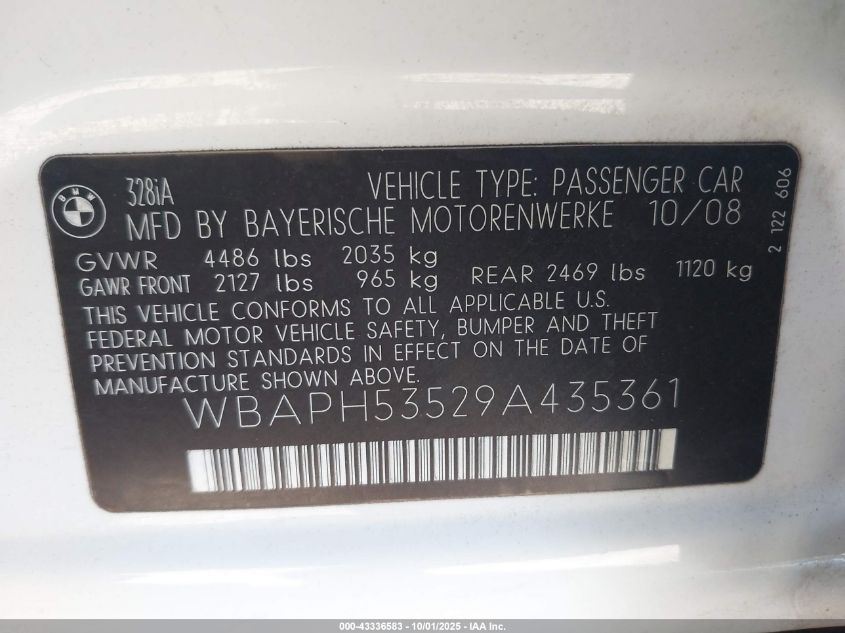 BMW
328iA VEHICLE TYPE: PASSENGER CAR
MFD BY BAYERISCHE MOTORENWERKE 10/08
GVWR 4486 lbs 2035 kg
GAWR FRONT 2127 lbs 965 kg REAR 2469 lbs 1120 kg
THIS VEHICLE CONFORMS TO ALL APPLICABLE U.S.
FEDERAL MOTOR VEHICLE SAFETY, BUMPER AND THEFT
PREVENTION STANDARDS IN EFFECT ON THE DATE OF
MANUFACTURE SHOWN ABOVE.
WBAPH53529A435361
2 122 606
000-43336583 - 10/01/2025 - IAA Inc.